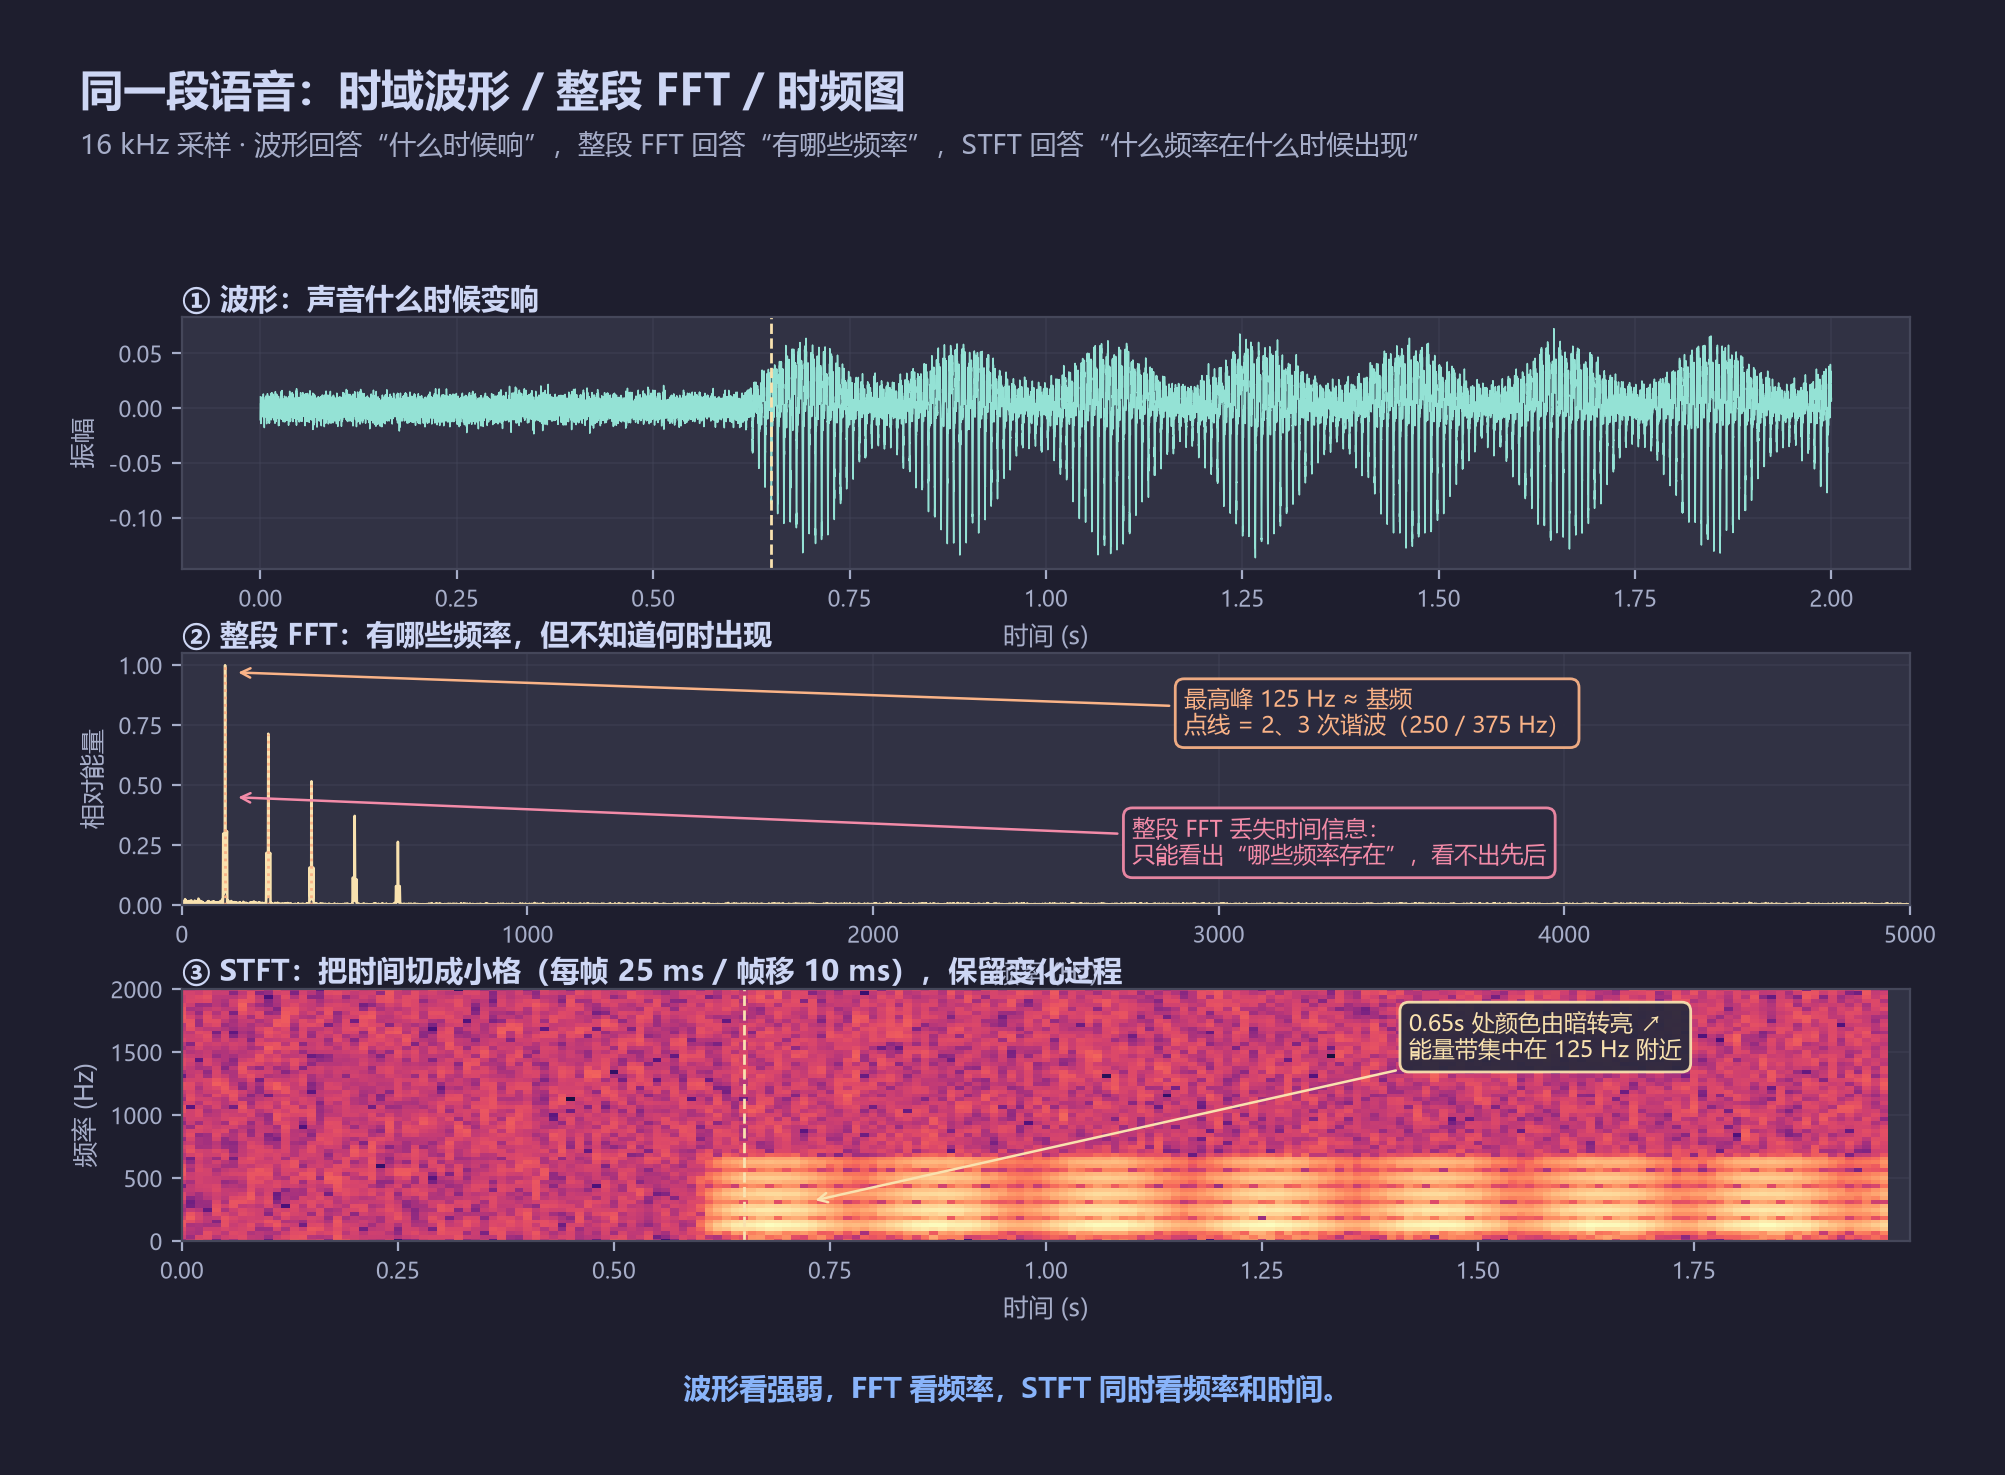 同一段语音：时域波形 / 整段 FFT / 时频图
16 kHz 采样 · 波形回答“什么时候响”，整段 FFT 回答“有哪些频率”，STFT 回答“什么频率在什么时候出现”
① 波形：声音什么时候变响
振幅
0.05
0.00
-0.05
-0.10
0.00 0.25 0.50 0.75 1.00 1.25 1.50 1.75 2.00
时间 (s)
② 整段 FFT：有哪些频率，但不知道何时出现
相对能量
1.00
0.75
0.50
0.25
0.00
最高峰 125 Hz ≈ 基频
点线 = 2、3 次谐波（250 / 375 Hz）
整段 FFT 丢失时间信息：
只能看出“哪些频率存在”，看不出先后
0 1000 2000 3000 4000 5000
③ STFT：把时间切成小格（每帧 25 ms / 帧移 10 ms），保留变化过程
频率 (Hz)
2000
1500
1000
500
0
0.65s 处颜色由暗转亮 ↗
能量带集中在 125 Hz 附近
0.00 0.25 0.50 0.75 1.00 1.25 1.50 1.75
时间 (s)
波形看强弱，FFT 看频率，STFT 同时看频率和时间。